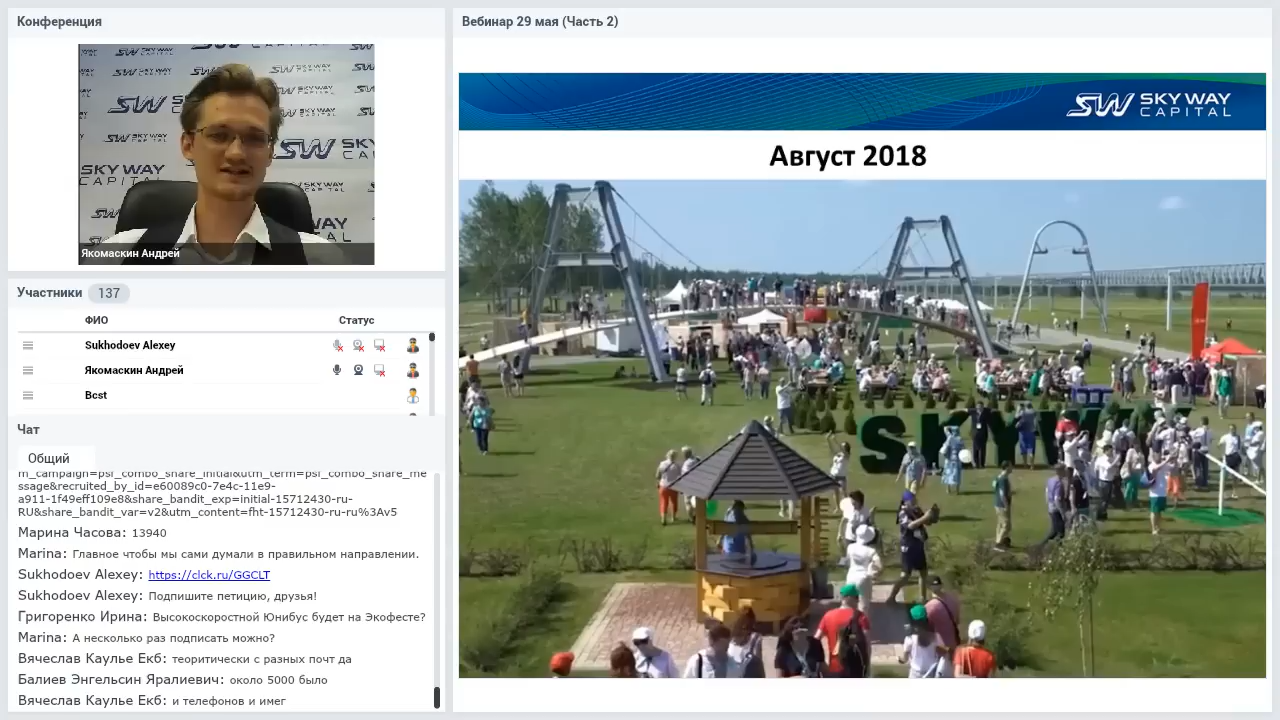 Конференция
SKY WAY
CAPITAL
SW
SKY WAY
CAPITAL
Якомаскин Андрей
Участники 137
ФИО Статус
Sukhodoev Alexey
Якомаскин Андрей
Bcst
Чат
Общий
m_campaign=psf_combo_share_initial&utm_term=psf_combo_share_me
ssage&recruited_by_id=e60089c0-7e4c-11e9-
a911-1f49eff109e8&share_bandit_exp=initial-15712430-ru-
RU&share_bandit_var=v2&utm_content=fht-15712430-ru-ru%3Av5
Марина Часова: 13940
Marina: Главное чтобы мы сами думали в правильном направлении.
Sukhodoev Alexey: https://clck.ru/GGCLT
Sukhodoev Alexey: Подпишите петицию, друзья!
Григоренко Ирина: Высокоскоростной Юнибус будет на Экофесте?
Marina: А несколько раз подписать можно?
Вячеслав Каулье Екб: теоритически с разных почт да
Балиев Энгельсин Яралиевич: около 5000 было
Вячеслав Каулье Екб: и телефонов и имег
Вебинар 29 мая (Часть 2)
SW SKY WAY
CAPITAL
Август 2018
SKYWAY